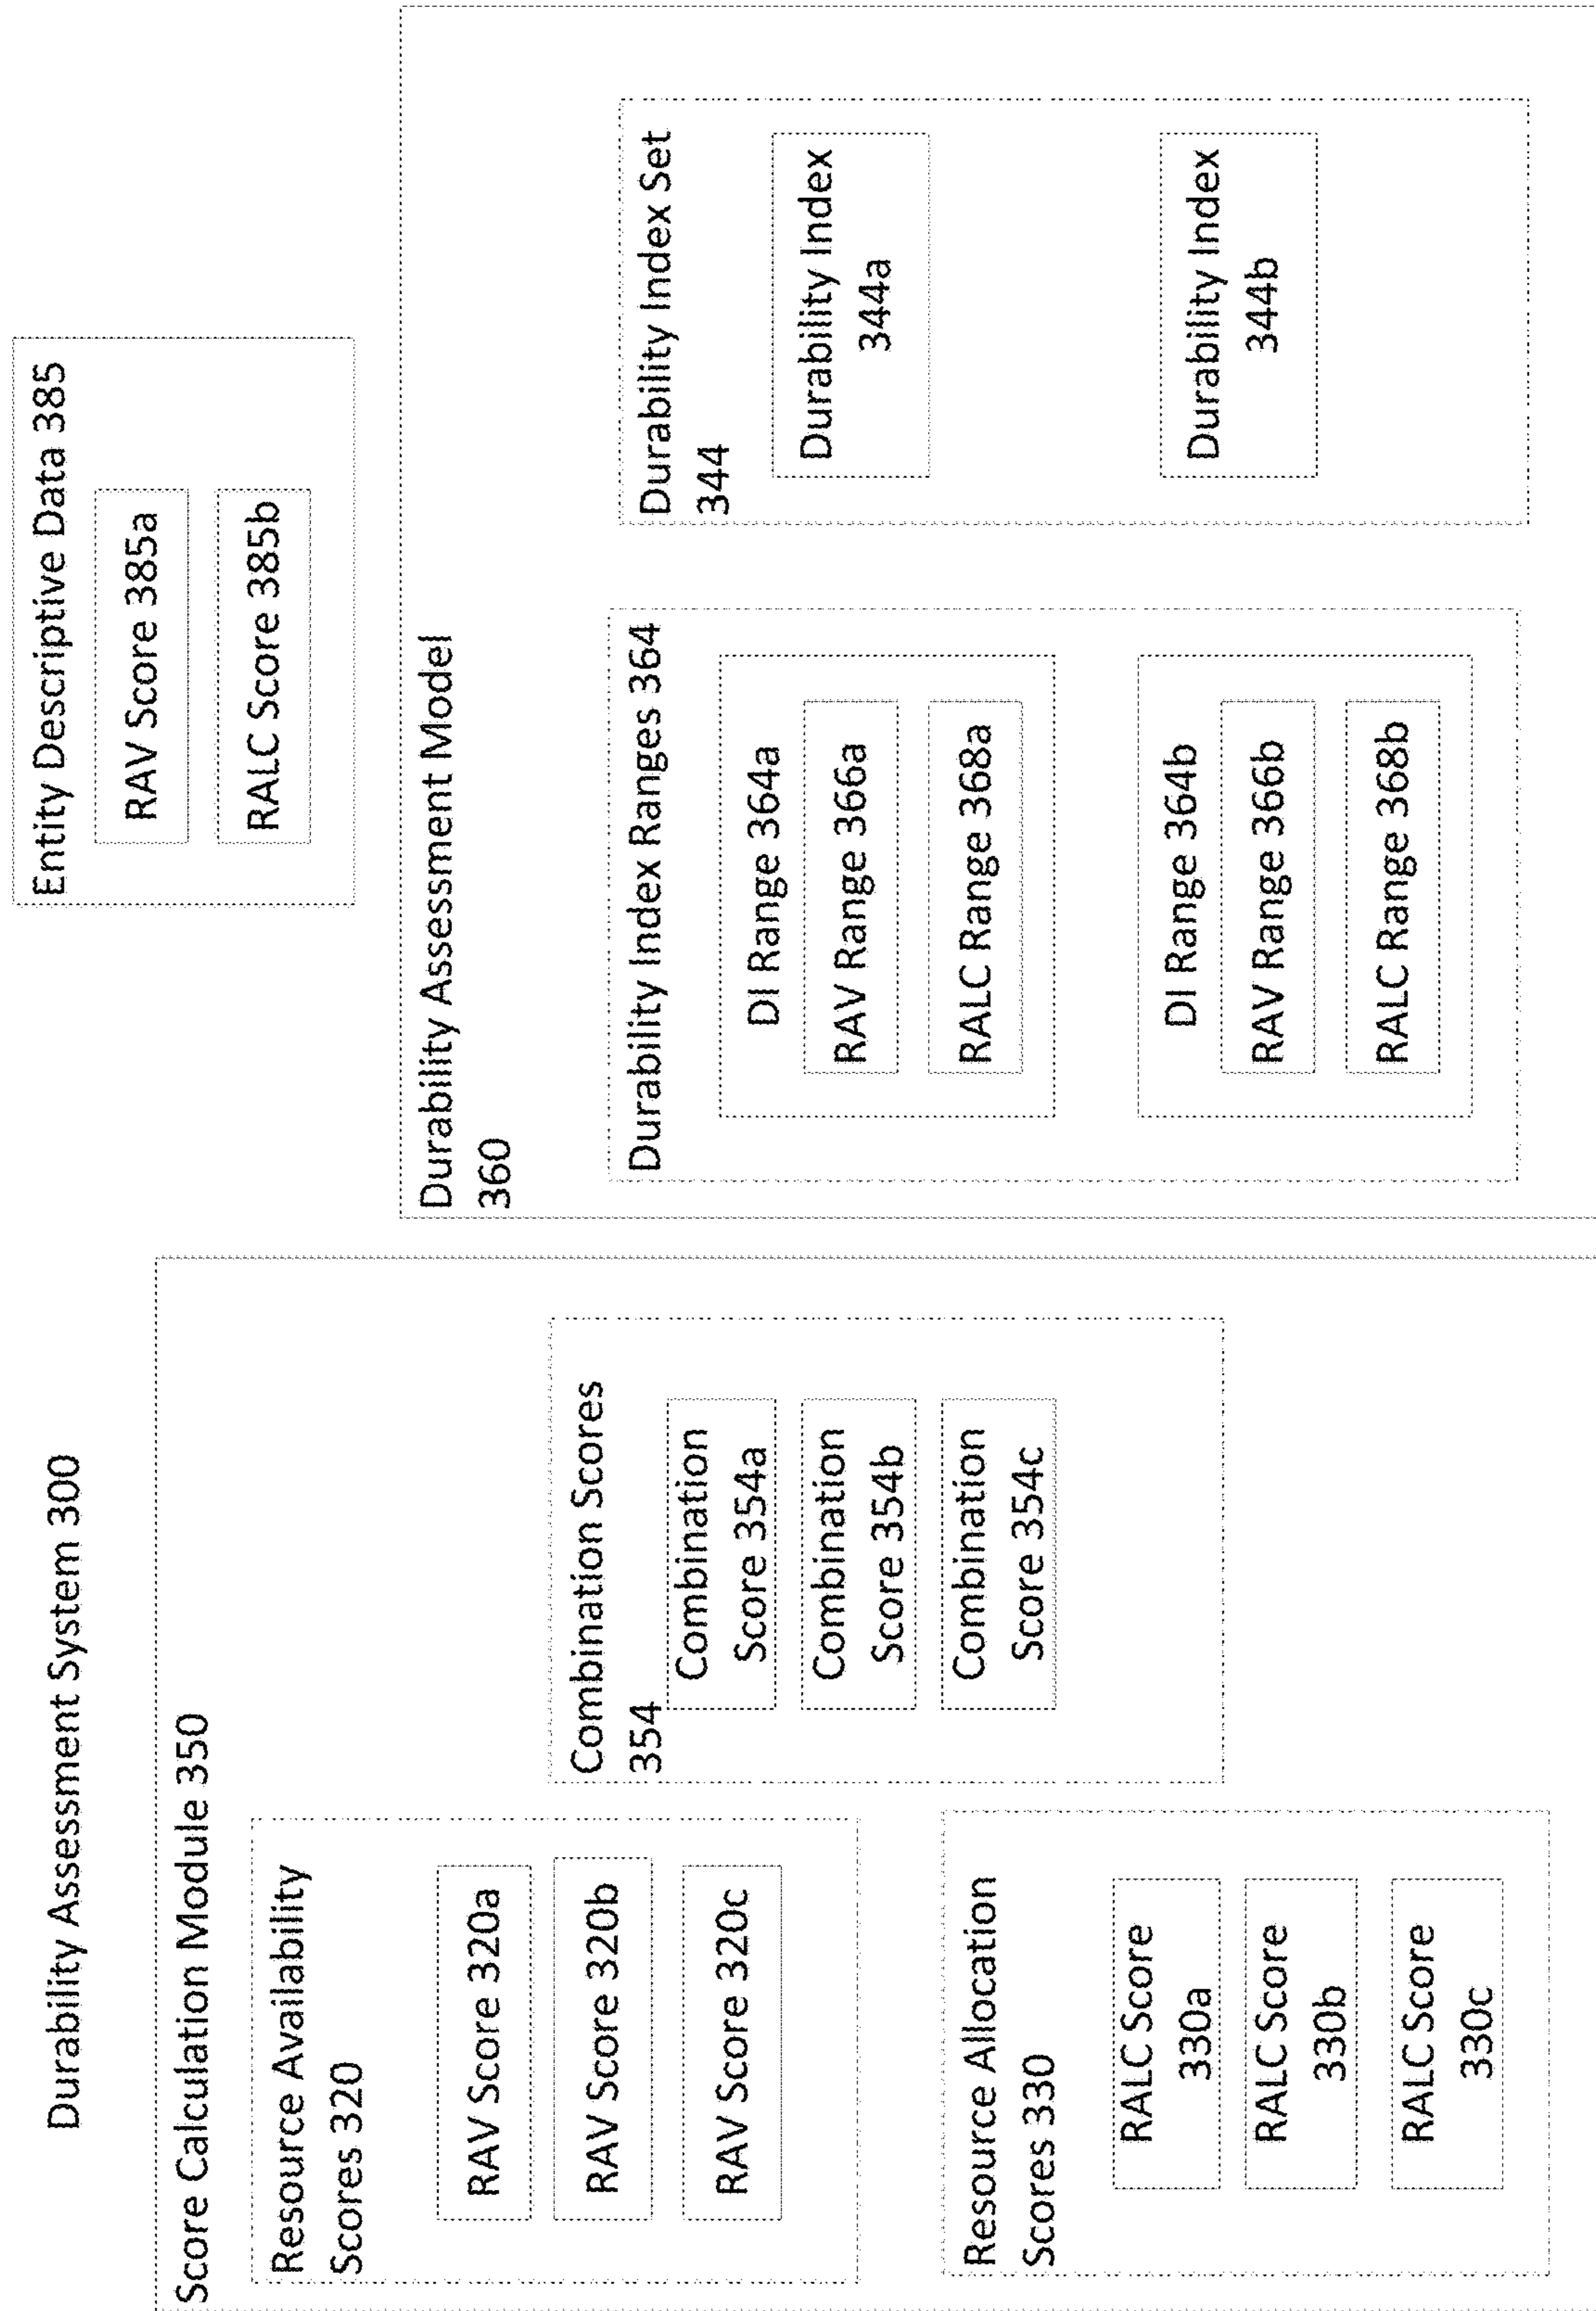 Durability Assessment System 300
Score Calculation Module 350
Resource Availability
Scores 320
RAV Score 320a
RAV Score 320b
RAV Score 320c
Resource Allocation
Scores 330
RALC Score
330a
RALC Score
330b
RALC Score
330c
Combination Scores
354
Combination
Score 354a
Combination
Score 354b
Combination
Score 354c
Entity Descriptive Data 385
RAV Score 385a
RALC Score 385b
Durability Assessment Model
360
Durability Index Ranges 364
DI Range 364a
RAV Range 366a
RALC Range 368a
DI Range 364b
RAV Range 366b
RALC Range 368b
Durability Index Set
344
Durability Index
344a
Durability Index
344b